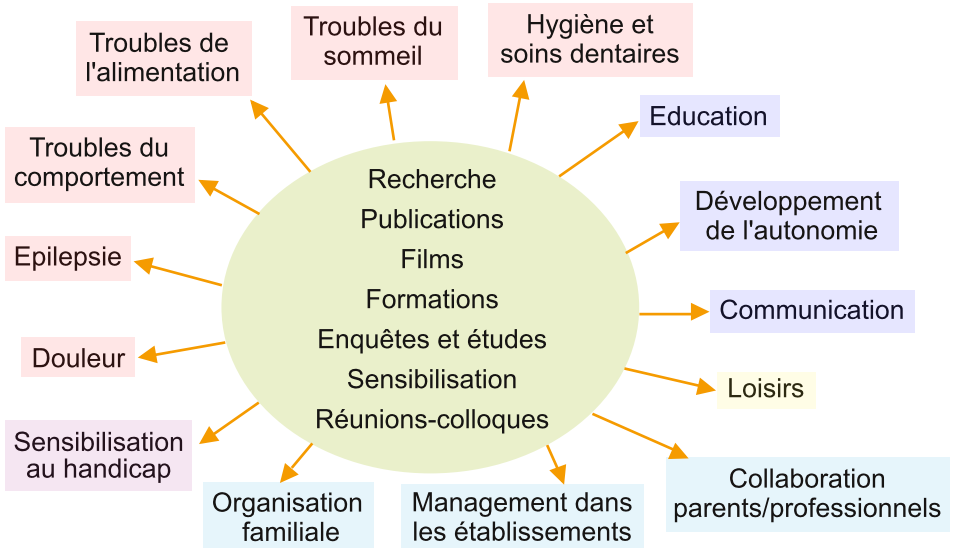 Troubles de
l'alimentation
Troubles du
sommeil
Hygiène et
soins dentaires
Education
Troubles du
comportement
Développement
de l'autonomie
Epilepsie
Communication
Douleur
Loisirs
Recherche
Publications
Films
Formations
Enquêtes et études
Sensibilisation
Réunions-colloques
Sensibilisation
au handicap
Organisation
familiale
Management dans
les établissements
Collaboration
parents/professionnels